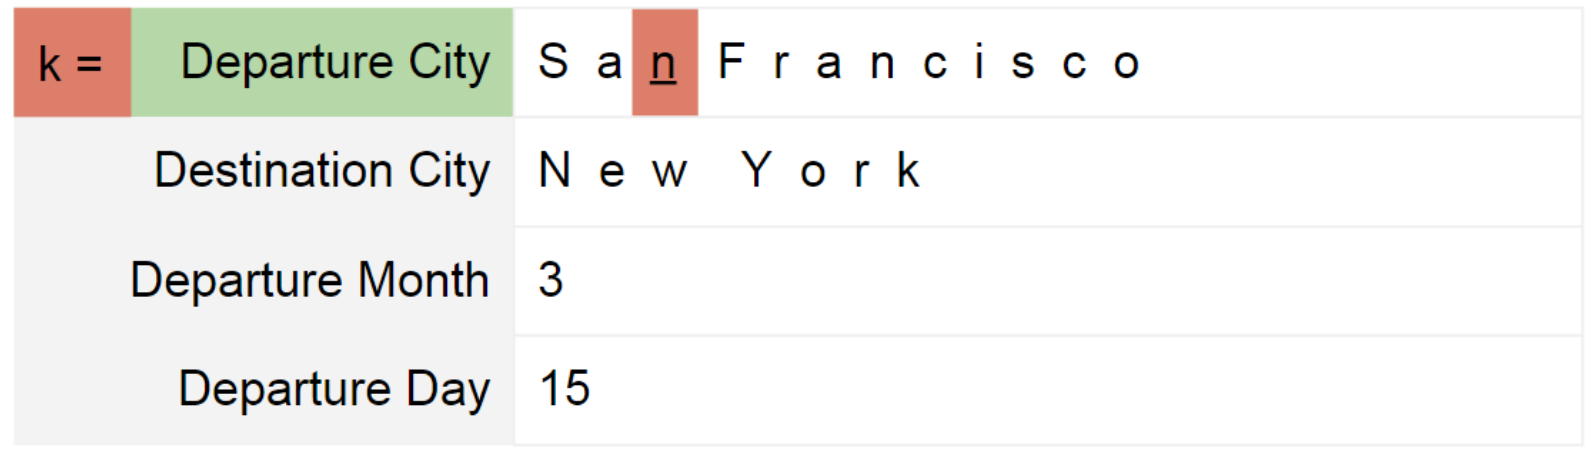 k = Departure City S a n F r a n c i s c o
Destination City N e w Y o r k
Departure Month 3
Departure Day 15